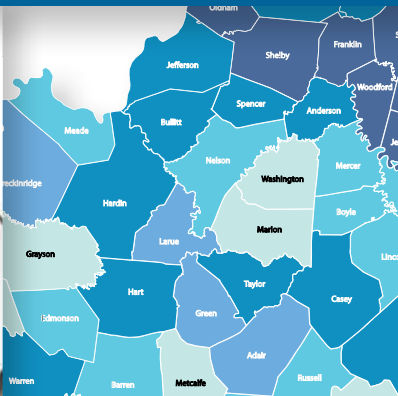 Oldham
Franklin
Shelby
Jefferson
Woodford
Spencer
Anderson
Bullitt
Meade
Nelson
Mercer
Washington
reckinridge
Hardin
Boyle
Marion
Larue
Grayson
Linc
Taylor
Hart
Casey
Green
Edmonson
Adair
Russell
Warren
Barren
Metcalfe